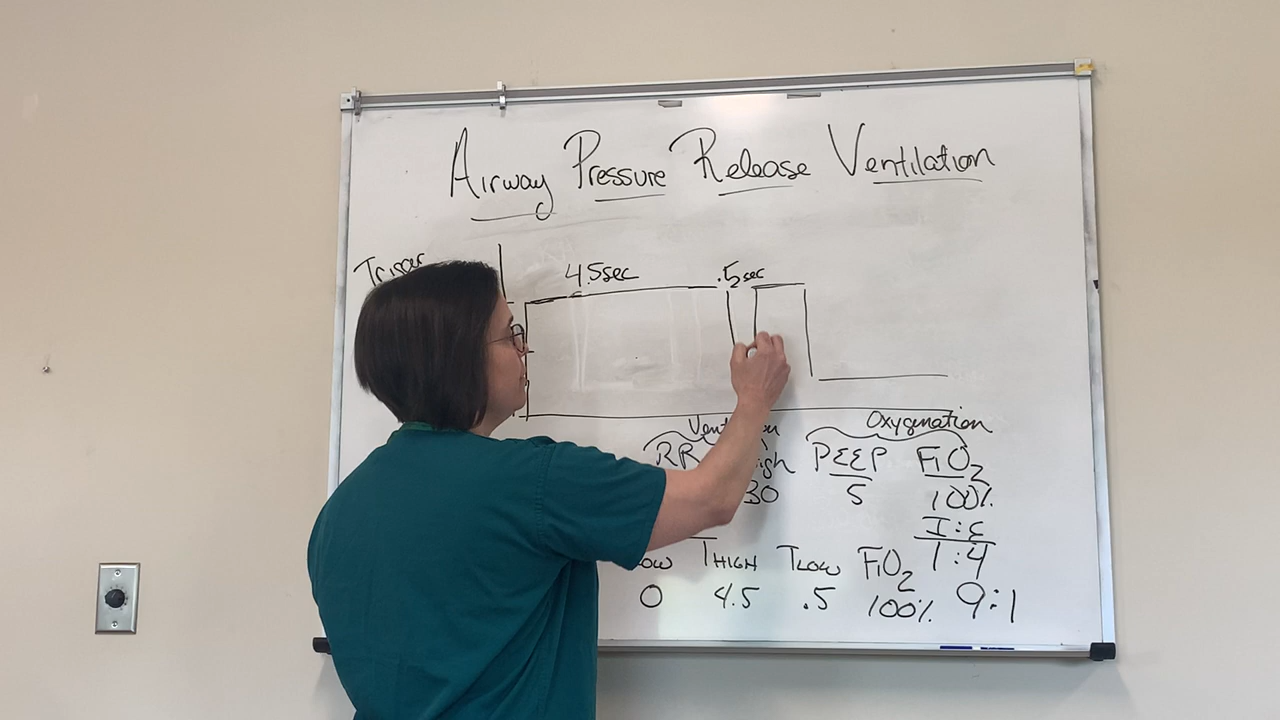 Airway Pressure Release Ventilation
4.5sec .5sec
Oxygenation
RR PEEP FiO2
30 5 100%
I:E
THIGH TLOW FiO2 1:4
0 4.5 .5 100% 9:1